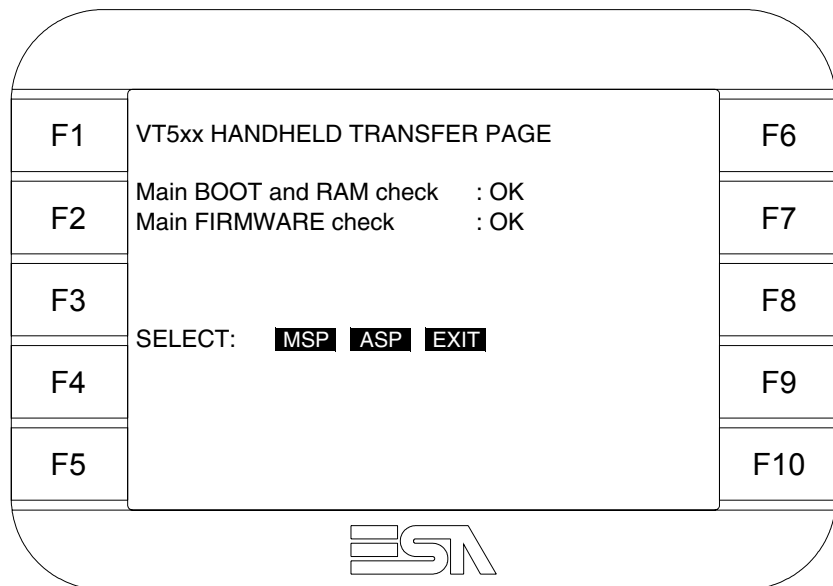 F1
F2
F3
F4
F5
VT5xx HANDHELD TRANSFER PAGE
Main BOOT and RAM check : OK
Main FIRMWARE check : OK
SELECT: MSP ASP EXIT
F6
F7
F8
F9
F10
ESA